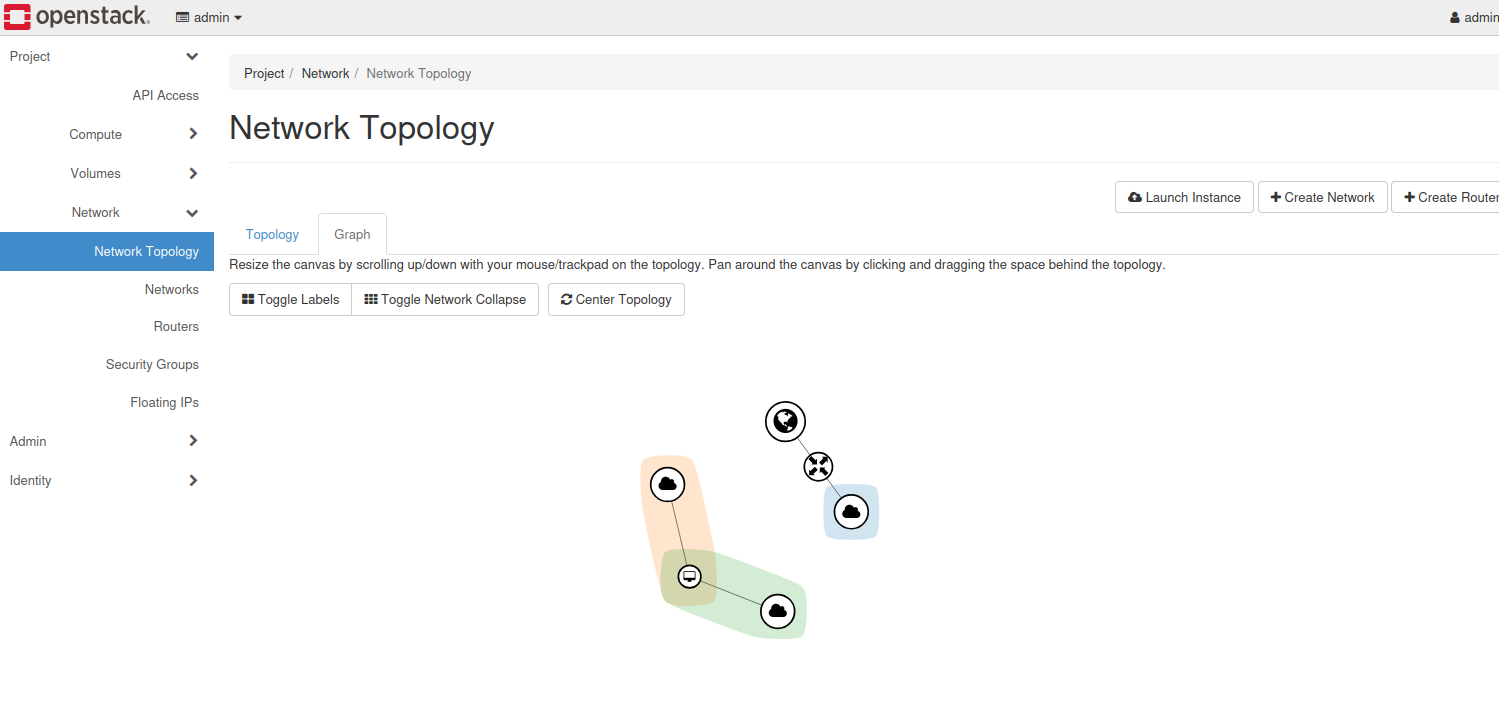 openstack.
admin
admin
Project
API Access
Compute
Volumes
Network
Network Topology
Networks
Routers
Security Groups
Floating IPs
Admin
Identity
Project / Network / Network Topology
Network Topology
Launch Instance
Create Network
Create Router
Topology
Graph
Resize the canvas by scrolling up/down with your mouse/trackpad on the topology. Pan around the canvas by clicking and dragging the space behind the topology.
Toggle Labels
Toggle Network Collapse
Center Topology